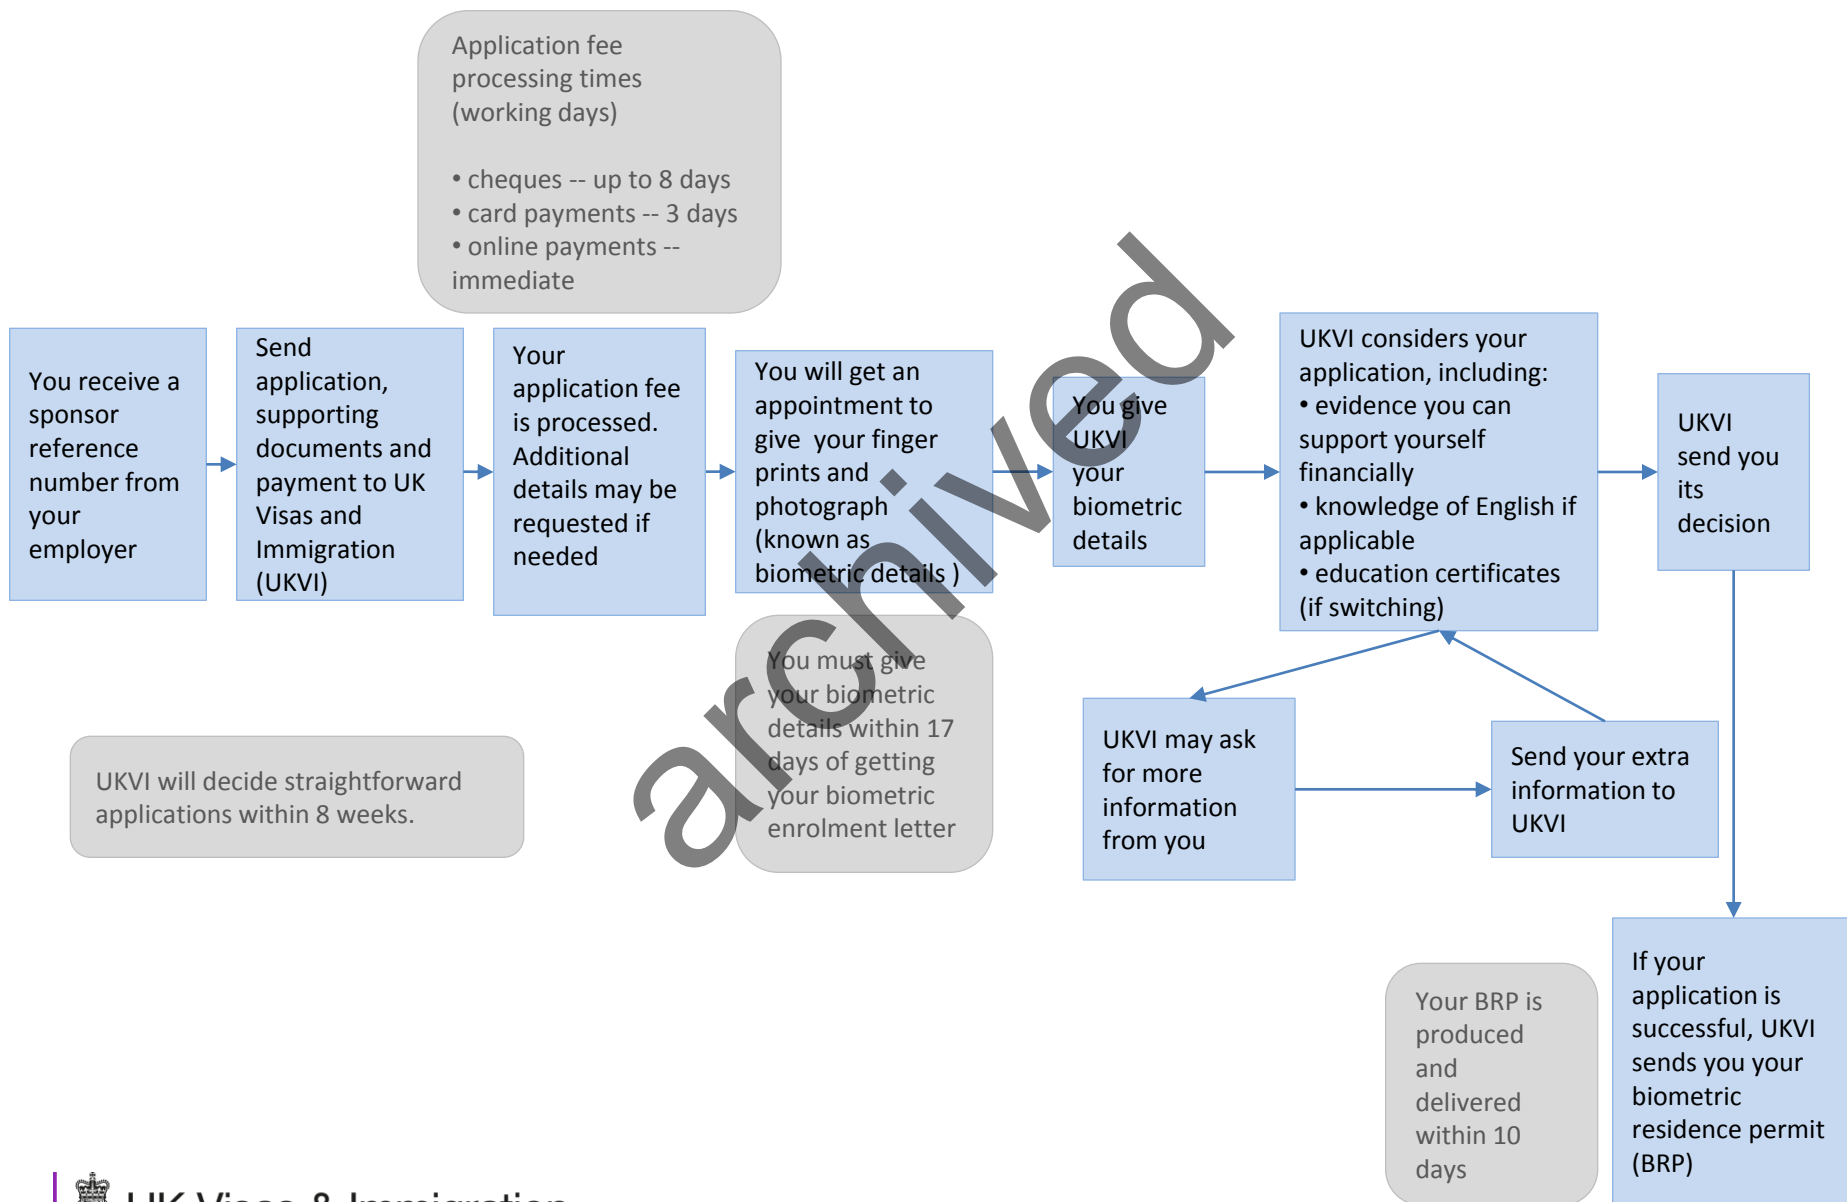 Application fee
processing times
(working days)
• cheques -- up to 8 days
• card payments -- 3 days
• online payments --
immediate
You receive a
sponsor
reference
number from
your
employer
Send
application,
supporting
documents and
payment to UK
Visas and
Immigration
(UKVI)
Your
application fee
is processed.
Additional
details may be
requested if
needed
You will get an
appointment to
give your finger
prints and
photograph
(known as
biometric details )
You give
UKVI
your
biometric
details
UKVI considers your
application, including:
• evidence you can
support yourself
financially
• knowledge of English if
applicable
• education certificates
(if switching)
UKVI
send you
its
decision
archived
You must give
your biometric
details within 17
days of getting
your biometric
enrolment letter
UKVI will decide straightforward
applications within 8 weeks.
UKVI may ask
for more
information
from you
Send your extra
information to
UKVI
Your BRP is
produced
and
delivered
within 10
days
If your
application is
successful, UKVI
sends you your
biometric
residence permit
(BRP)
UK Visas & Immigration